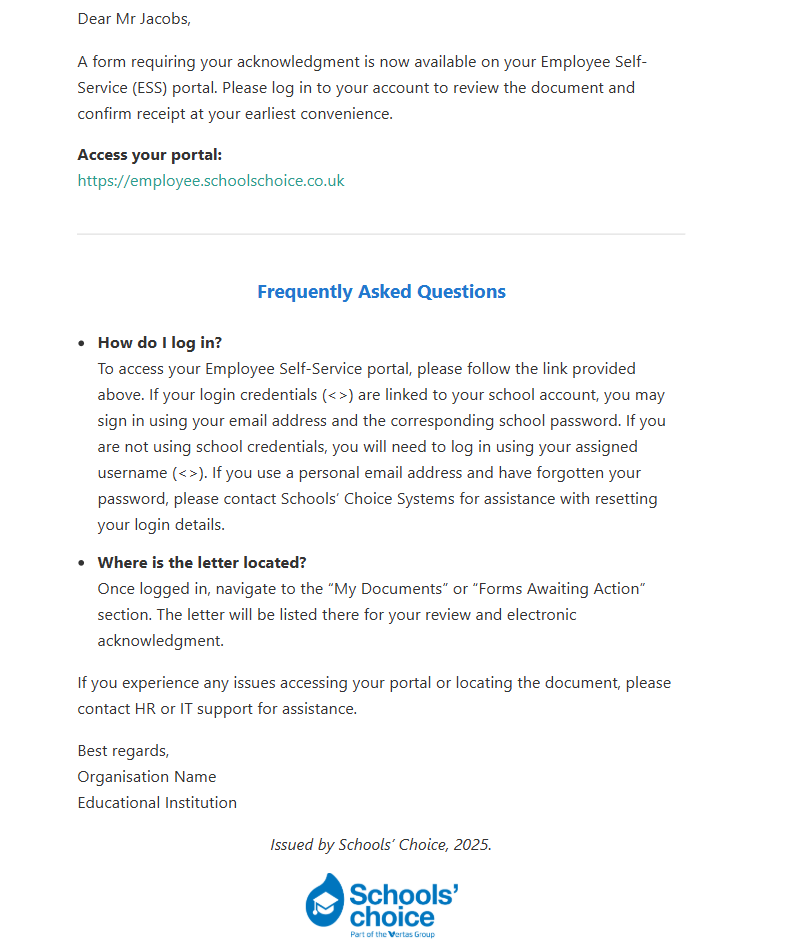 Dear Mr Jacobs,
A form requiring your acknowledgment is now available on your Employee Self-
Service (ESS) portal. Please log in to your account to review the document and
confirm receipt at your earliest convenience.
Access your portal:
https://employee.schoolschoice.co.uk
Frequently Asked Questions
• How do I log in?
To access your Employee Self-Service portal, please follow the link provided
above. If your login credentials (<>) are linked to your school account, you may
sign in using your email address and the corresponding school password. If you
are not using school credentials, you will need to log in using your assigned
username (<>). If you use a personal email address and have forgotten your
password, please contact Schools’ Choice Systems for assistance with resetting
your login details.
• Where is the letter located?
Once logged in, navigate to the “My Documents” or “Forms Awaiting Action”
section. The letter will be listed there for your review and electronic
acknowledgment.
If you experience any issues accessing your portal or locating the document, please
contact HR or IT support for assistance.
Best regards,
Organisation Name
Educational Institution
Issued by Schools’ Choice, 2025.
Schools’
choice
Part of the Vertas Group